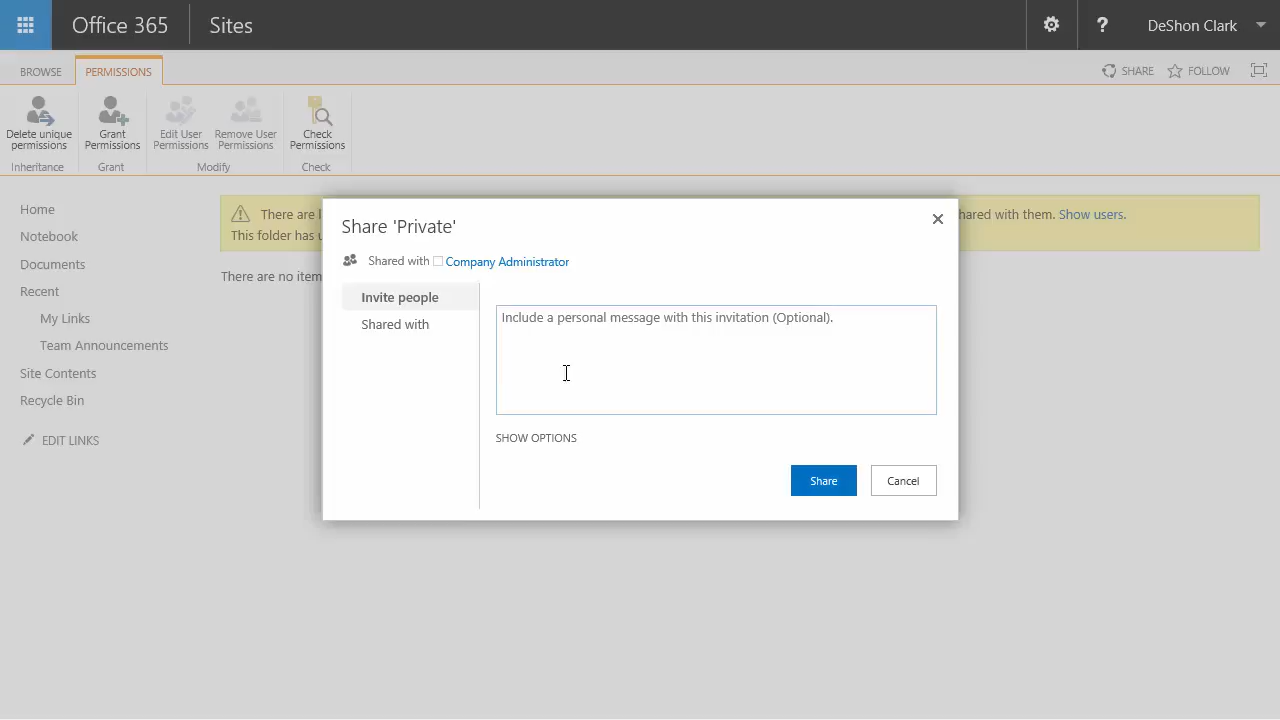 Office 365 Sites ? DeShon Clark
BROWSE PERMISSIONS SHARE FOLLOW
Delete unique permissions Grant Permissions Edit User Permissions Remove User Permissions Check Permissions
Inheritance Grant Modify Check
Home
Notebook
Documents
Recent
My Links
Team Announcements
Site Contents
Recycle Bin
EDIT LINKS
There are l
hared with them. Show users.
This folder has u
There are no item
Share 'Private'
Shared with Company Administrator
Invite people
Shared with
Include a personal message with this invitation (Optional).
SHOW OPTIONS
Share Cancel